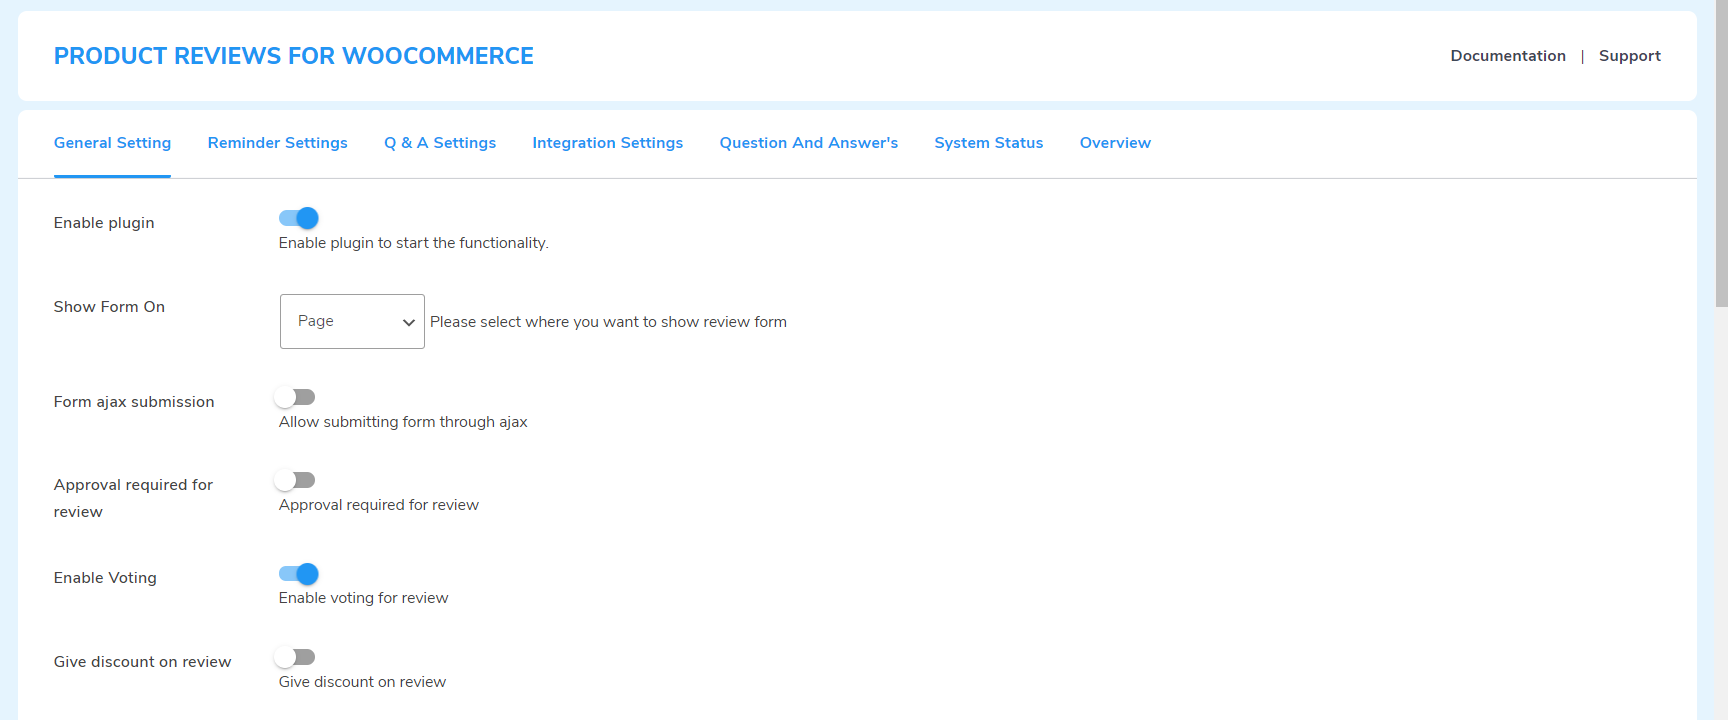 PRODUCT REVIEWS FOR WOOCOMMERCE
Documentation | Support
General Setting Reminder Settings Q & A Settings Integration Settings Question And Answer's System Status Overview
Enable plugin
Enable plugin to start the functionality.
Show Form On
Page Please select where you want to show review form
Form ajax submission
Allow submitting form through ajax
Approval required for
review
Approval required for review
Enable Voting
Enable voting for review
Give discount on review
Give discount on review